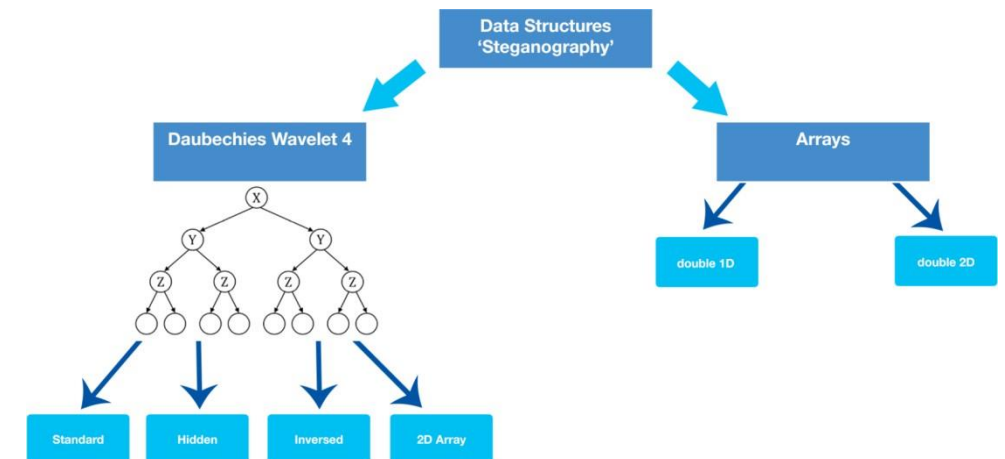 Data Structures
‘Steganography’
Daubechies Wavelet 4
Arrays
X
Y Y
double 1D
double 2D
Z Z Z Z
Standard
Hidden
Inversed
2D Array